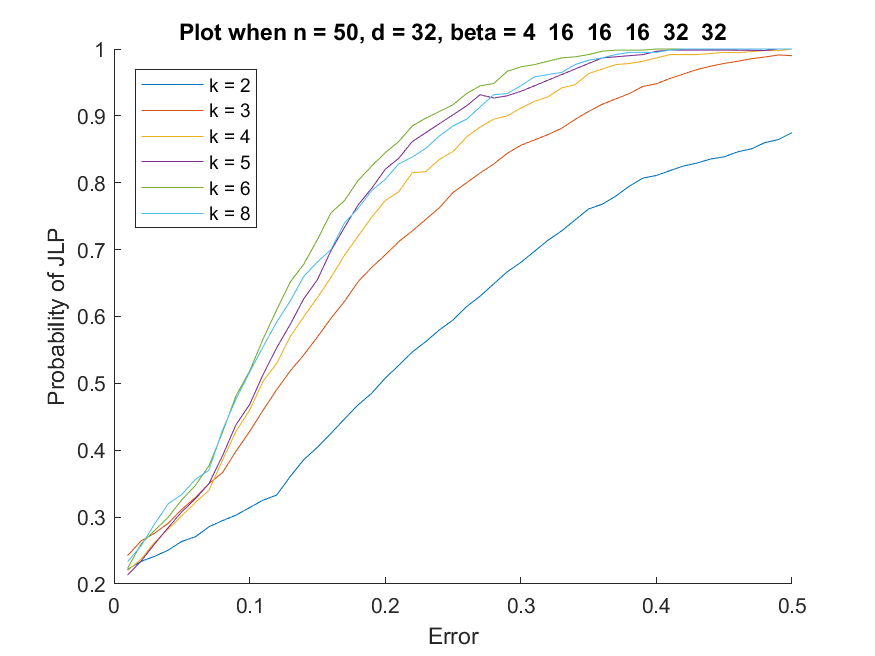 Plot when n = 50, d = 32, beta = 4  16  16  16  32  32
1
k = 2
k = 3
0.9
k = 4
k = 5
k = 6
0.8
k = 8
0.7
0.6
Probability of JLP
0.5
0.4
0.3
0.2
0 0.1 0.2 0.3 0.4 0.5
Error